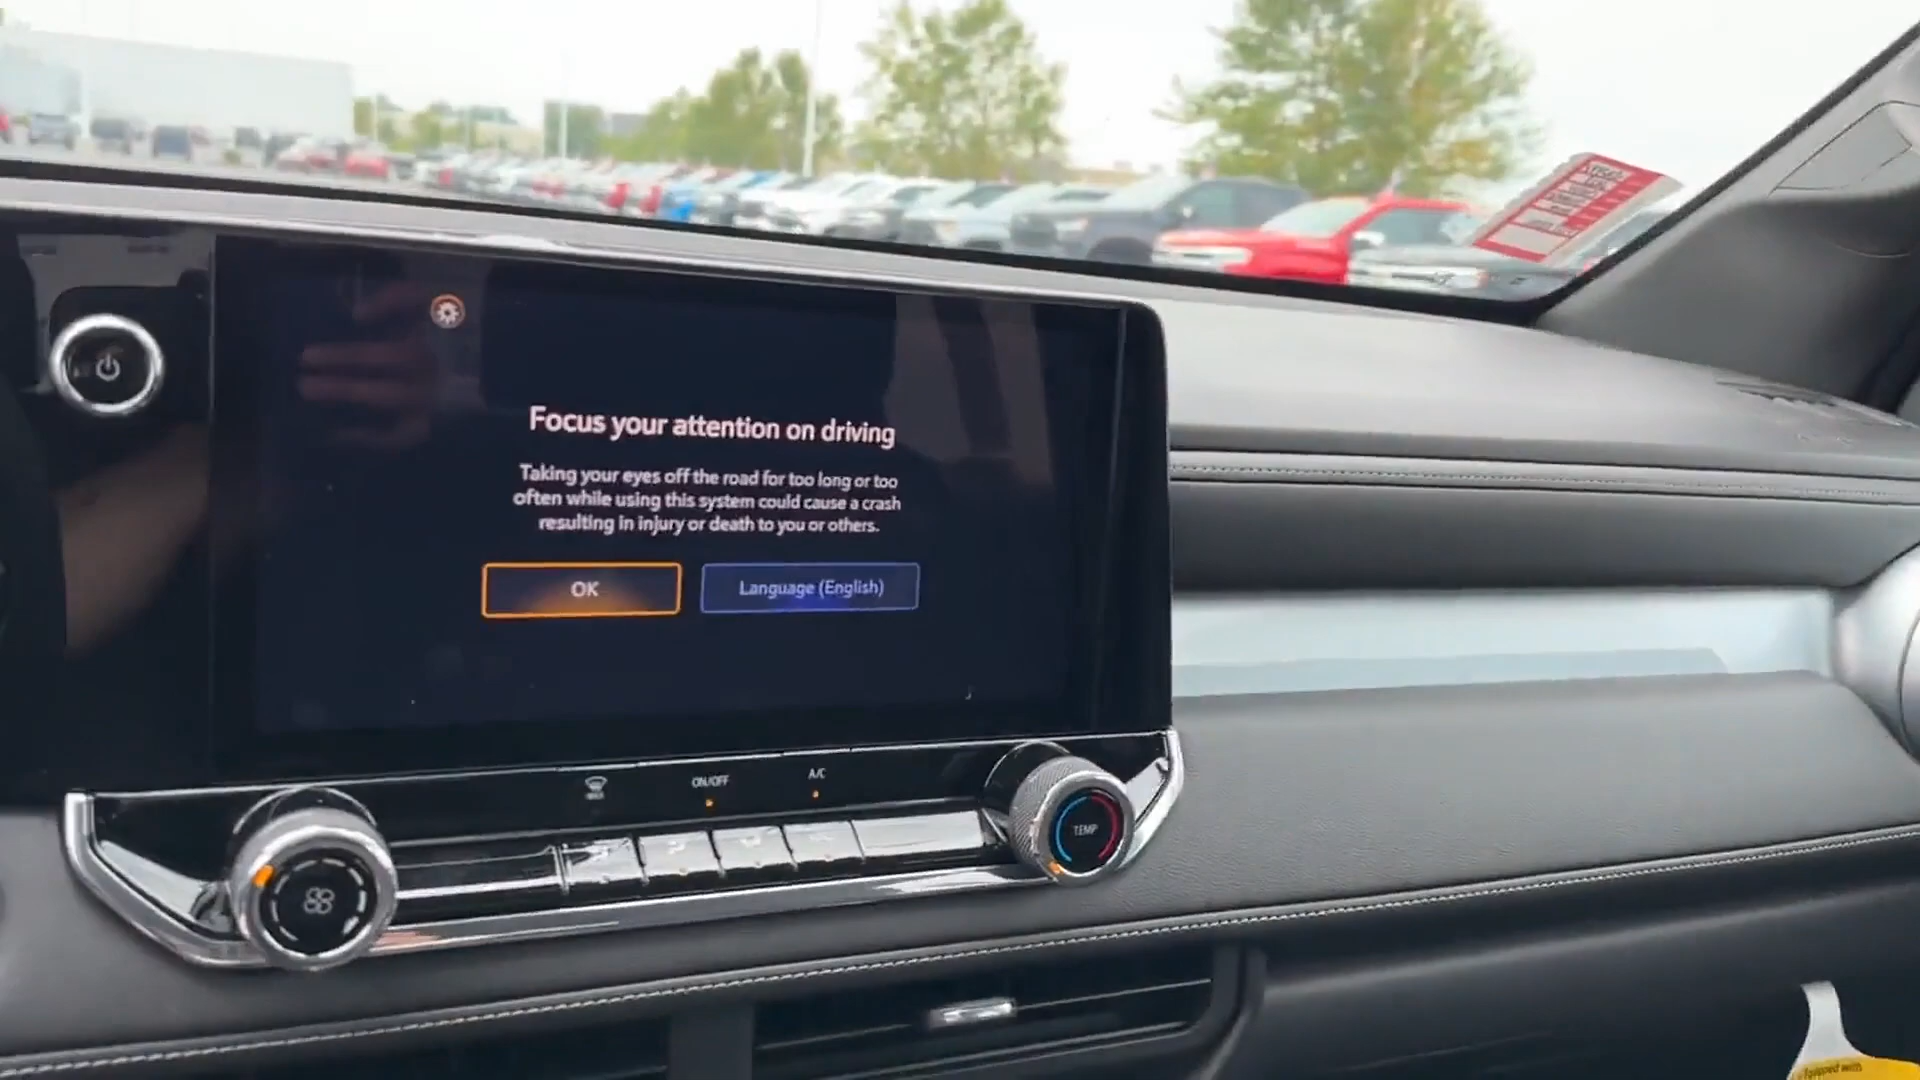 Focus your attention on driving
Taking your eyes off the road for too long or too
often while using this system could cause a crash
resulting in injury or death to you or others.
OK
Language (English)
ON/OFF
A/C
TEMP
Equipped with